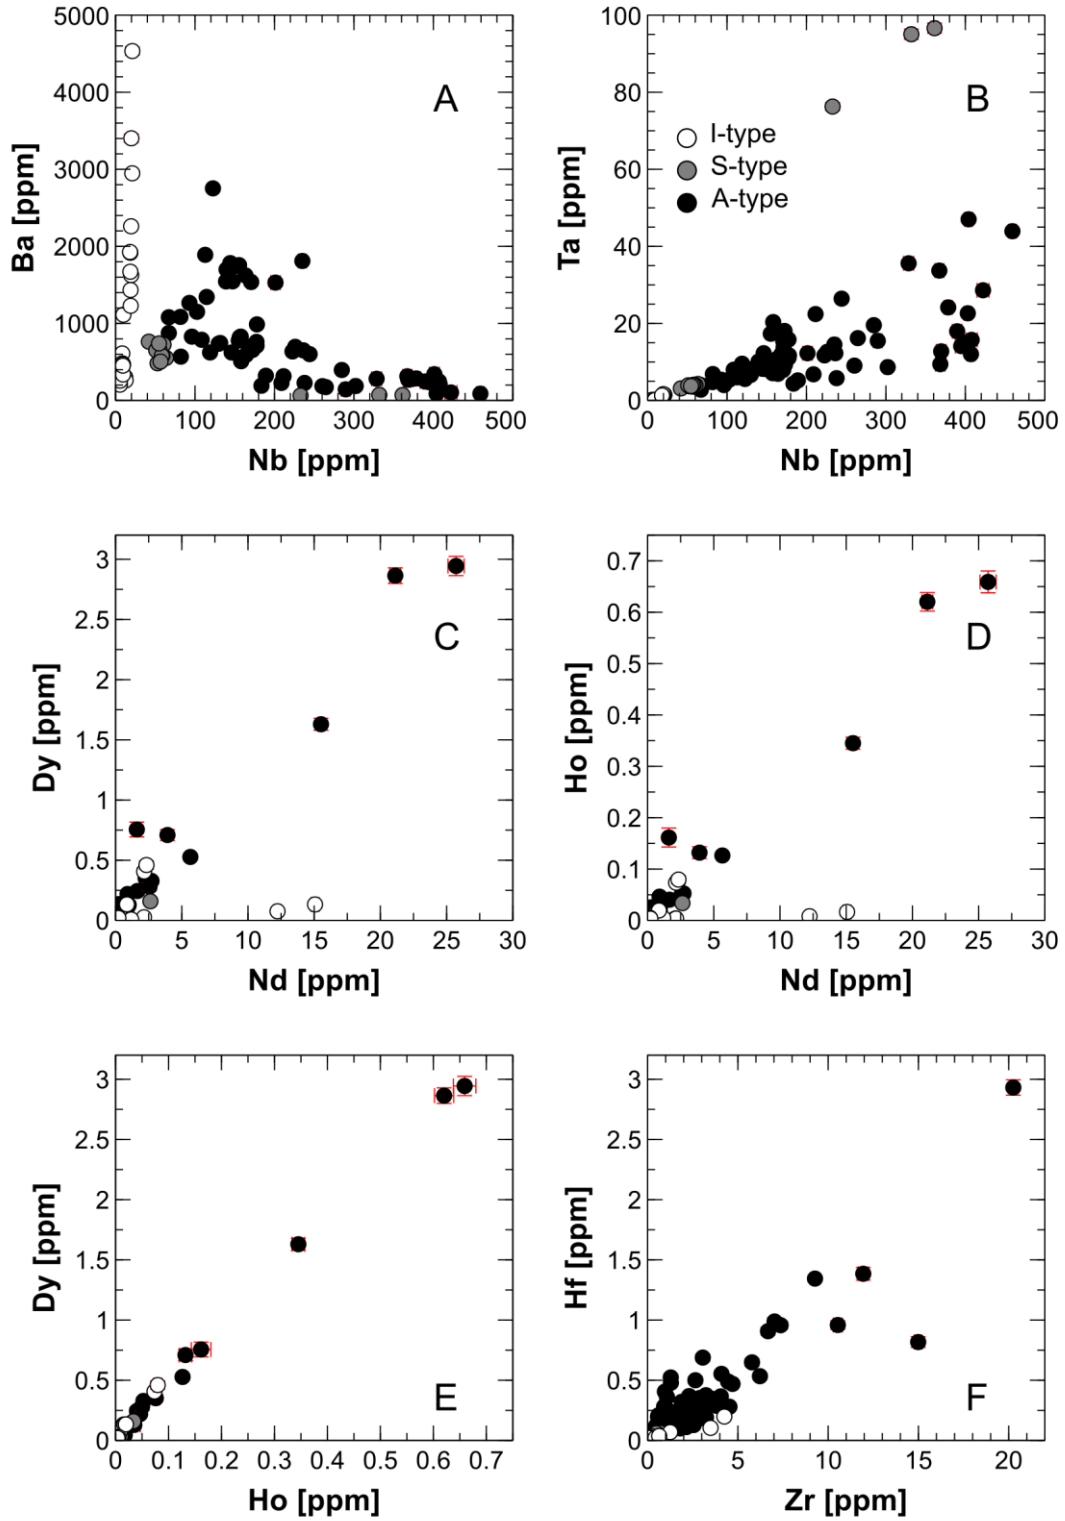 5000
4000
3000
2000
1000
0
Ba [ppm]
A
0 100 200 300 400 500
Nb [ppm]
100
80
60
40
20
0
Ta [ppm]
B
I-type
S-type
A-type
0 100 200 300 400 500
Nb [ppm]
3
2.5
2
1.5
1
0.5
0
Dy [ppm]
C
0 5 10 15 20 25 30
Nd [ppm]
0.7
0.6
0.5
0.4
0.3
0.2
0.1
0
Ho [ppm]
D
0 5 10 15 20 25 30
Nd [ppm]
3
2.5
2
1.5
1
0.5
0
Dy [ppm]
E
0 0.1 0.2 0.3 0.4 0.5 0.6 0.7
Ho [ppm]
3
2.5
2
1.5
1
0.5
0
Hf [ppm]
F
0 5 10 15 20
Zr [ppm]